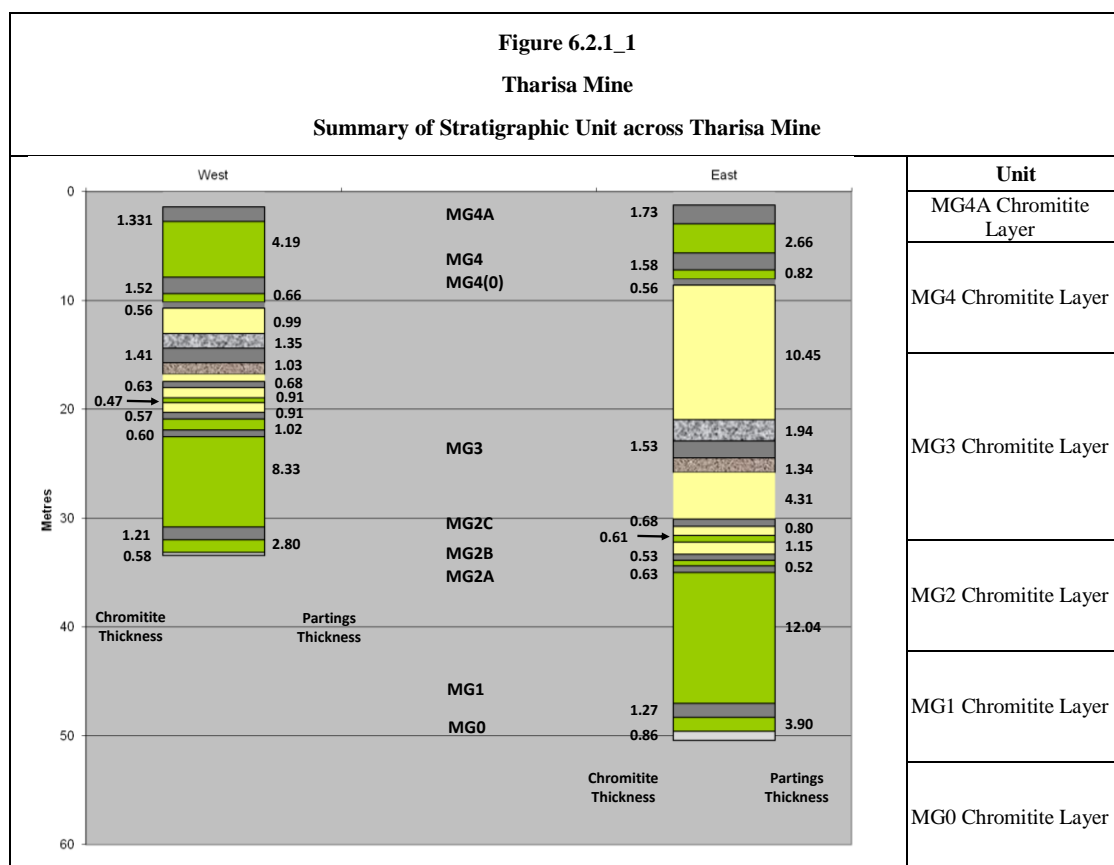 Figure 6.2.1_1
Tharisa Mine
Summary of Stratigraphic Unit across Tharisa Mine
West
East
Unit
0
10
20
30
40
50
60
Metres
1.331
4.19
1.52
0.66
0.56
0.99
1.35
1.41
1.03
0.63
0.68
0.47
0.91
0.57
0.91
0.60
1.02
8.33
1.21
2.80
0.58
Chromitite
Thickness
Partings
Thickness
MG4A
MG4
MG4(0)
MG3
MG2C
MG2B
MG2A
MG1
MG0
1.73
2.66
1.58
0.82
0.56
10.45
1.94
1.53
1.34
4.31
0.68
0.80
0.61
1.15
0.53
0.52
0.63
12.04
1.27
3.90
0.86
Chromitite
Thickness
Partings
Thickness
MG4A Chromitite
Layer
MG4 Chromitite Layer
MG3 Chromitite Layer
MG2 Chromitite Layer
MG1 Chromitite Layer
MG0 Chromitite Layer